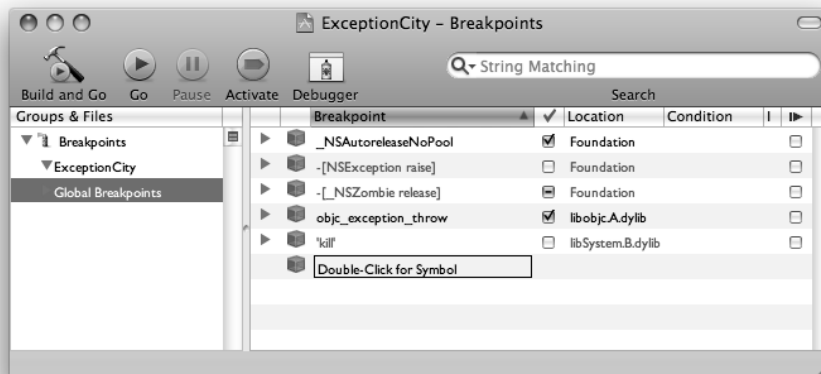 ExceptionCity – Breakpoints
String Matching
Build and Go Go Pause Activate Debugger Search
Groups & Files Breakpoint Location Condition I
Breakpoints _NSAutoreleaseNoPool Foundation
ExceptionCity -[NSException raise] Foundation
Global Breakpoints -[_NSZombie release] Foundation
objc_exception_throw libobjc.A.dylib
'kill' libSystem.B.dylib
Double-Click for Symbol